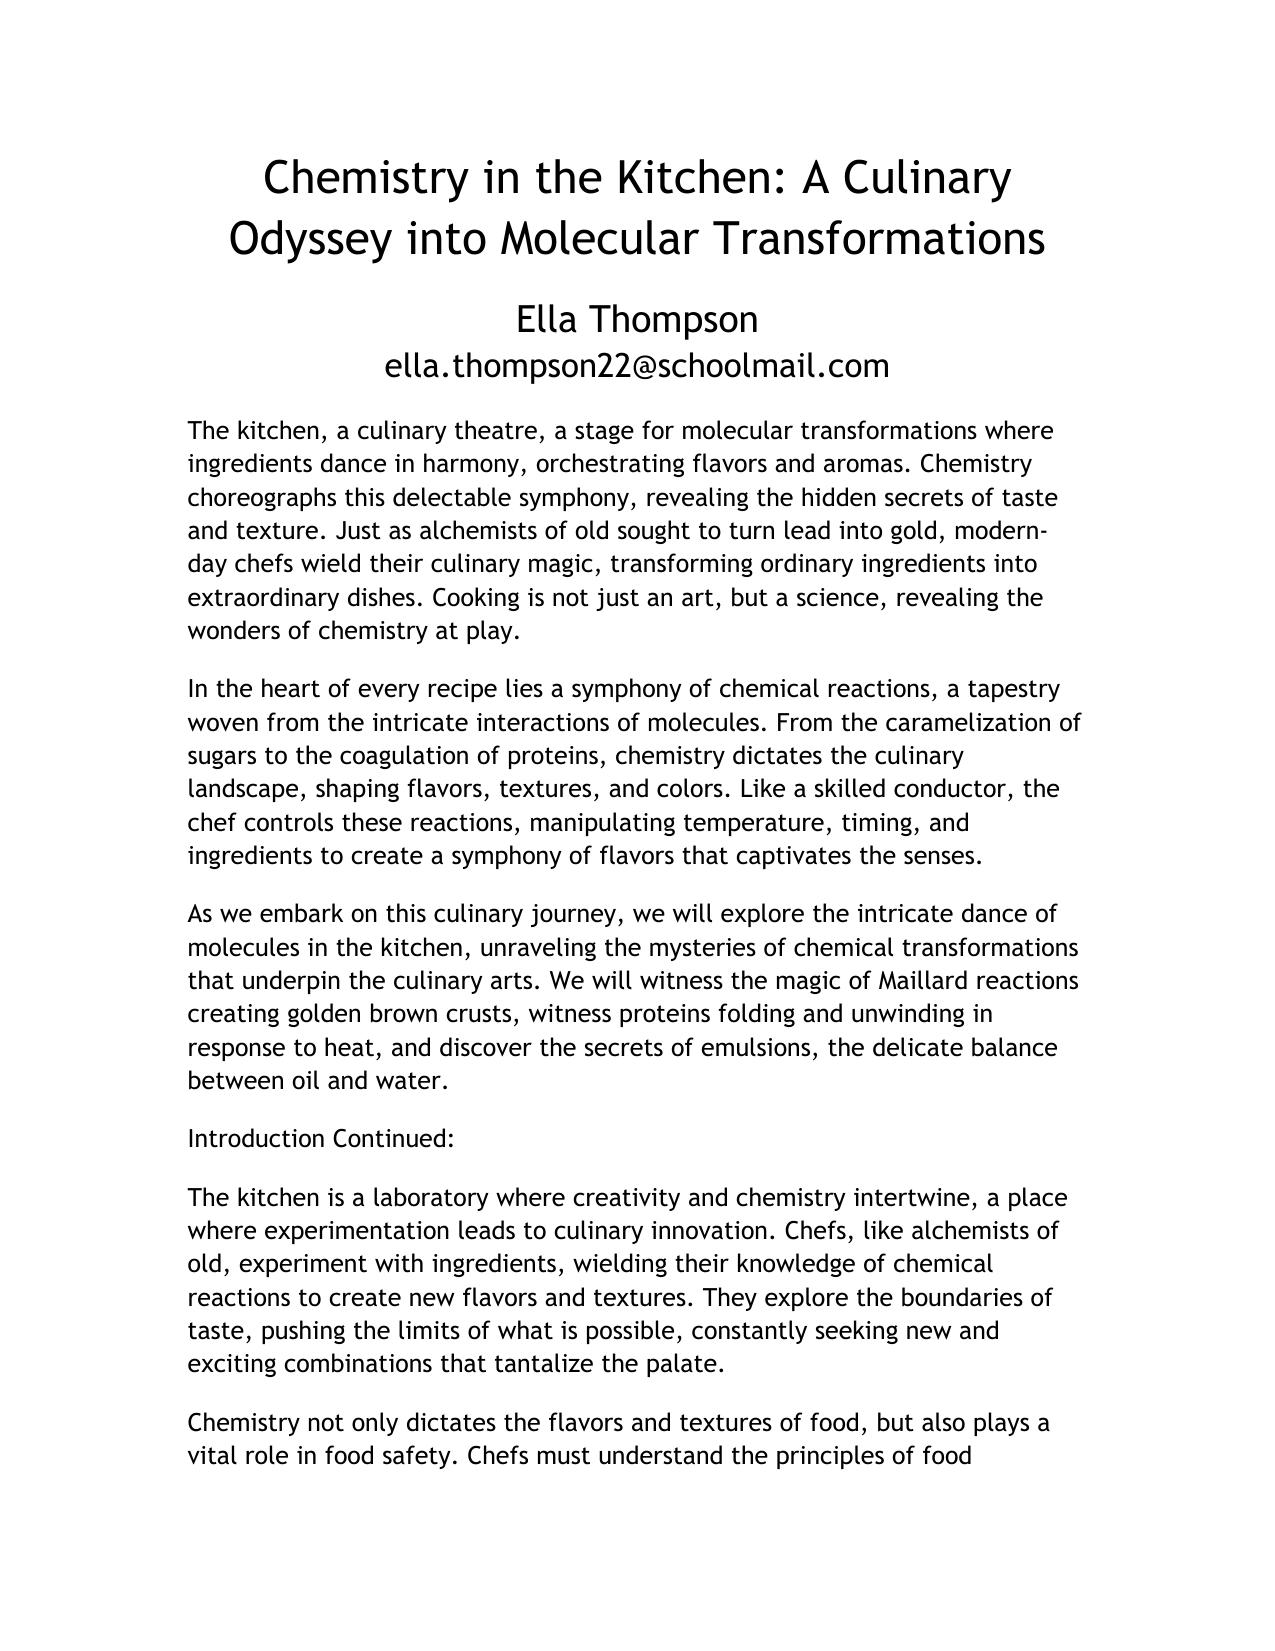 Chemistry in the Kitchen: A Culinary
Odyssey into Molecular Transformations
Ella Thompson
ella.thompson22@schoolmail.com
The kitchen, a culinary theatre, a stage for molecular transformations where
ingredients dance in harmony, orchestrating flavors and aromas. Chemistry
choreographs this delectable symphony, revealing the hidden secrets of taste
and texture. Just as alchemists of old sought to turn lead into gold, modern-
day chefs wield their culinary magic, transforming ordinary ingredients into
extraordinary dishes. Cooking is not just an art, but a science, revealing the
wonders of chemistry at play.
In the heart of every recipe lies a symphony of chemical reactions, a tapestry
woven from the intricate interactions of molecules. From the caramelization of
sugars to the coagulation of proteins, chemistry dictates the culinary
landscape, shaping flavors, textures, and colors. Like a skilled conductor, the
chef controls these reactions, manipulating temperature, timing, and
ingredients to create a symphony of flavors that captivates the senses.
As we embark on this culinary journey, we will explore the intricate dance of
molecules in the kitchen, unraveling the mysteries of chemical transformations
that underpin the culinary arts. We will witness the magic of Maillard reactions
creating golden brown crusts, witness proteins folding and unwinding in
response to heat, and discover the secrets of emulsions, the delicate balance
between oil and water.
Introduction Continued:
The kitchen is a laboratory where creativity and chemistry intertwine, a place
where experimentation leads to culinary innovation. Chefs, like alchemists of
old, experiment with ingredients, wielding their knowledge of chemical
reactions to create new flavors and textures. They explore the boundaries of
taste, pushing the limits of what is possible, constantly seeking new and
exciting combinations that tantalize the palate.
Chemistry not only dictates the flavors and textures of food, but also plays a
vital role in food safety. Chefs must understand the principles of food